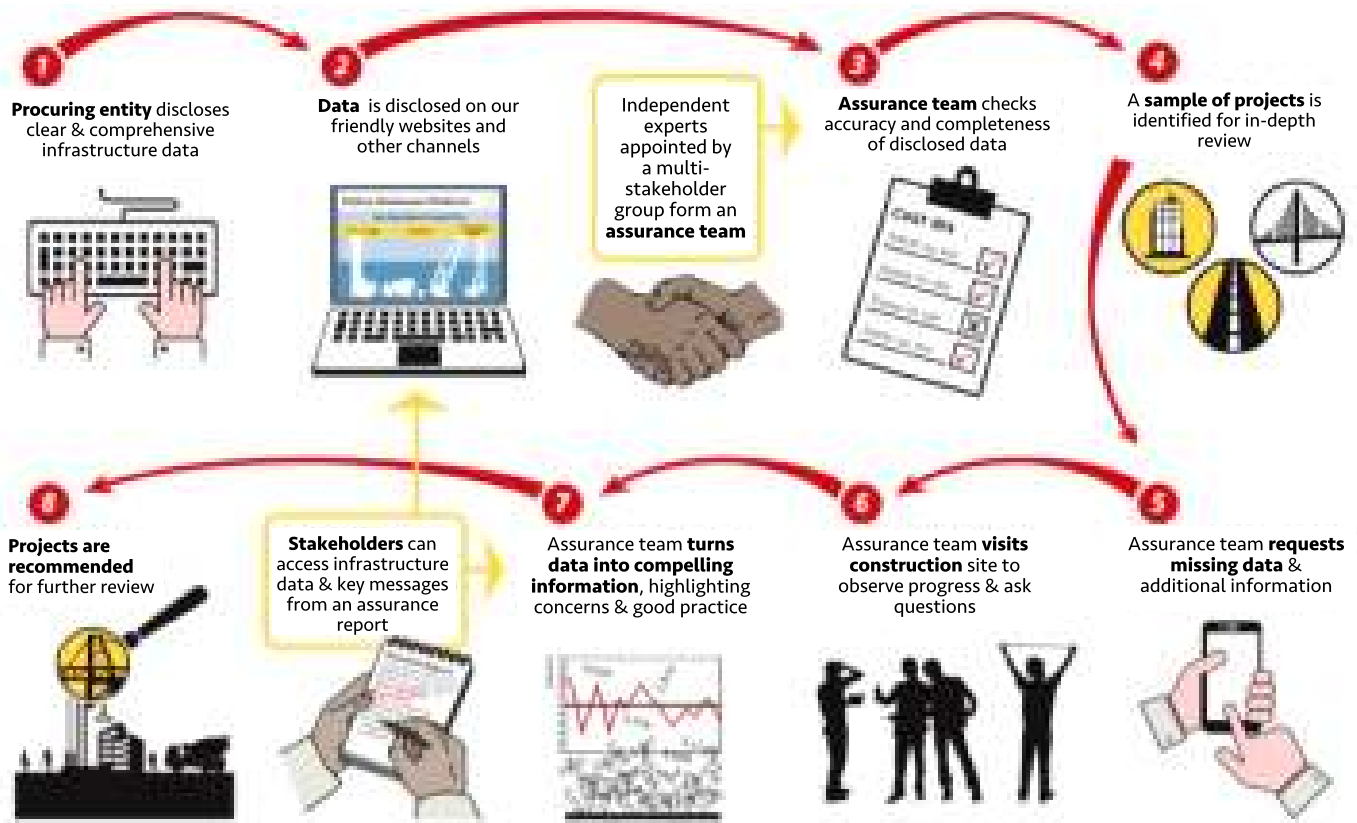 1
Procuring entity discloses
clear & comprehensive
infrastructure data
2
Data is disclosed on our
friendly websites and
other channels
Independent
experts
appointed by
a multi-
stakeholder
group form an
assurance team
3
Assurance team checks
accuracy and completeness
of disclosed data
4
A sample of projects is
identified for in-depth
review
5
Assurance team requests
missing data &
additional information
6
Assurance team visits
construction site to
observe progress & ask
questions
7
Assurance team turns
data into compelling
information, highlighting
concerns & good practice
Stakeholders can
access infrastructure
data & key messages
from an assurance
report
8
Projects are
recommended
for further review